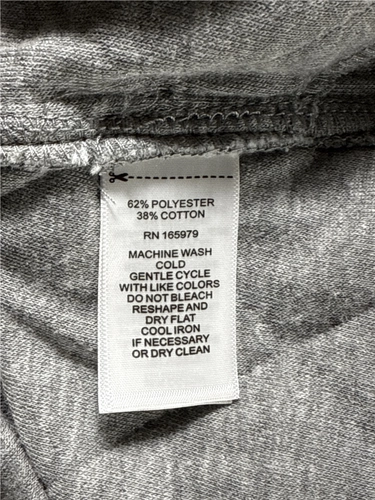 62% POLYESTER
38% COTTON
RN 165979
MACHINE WASH
COLD
GENTLE CYCLE
WITH LIKE COLORS
DO NOT BLEACH
RESHAPE AND
DRY FLAT
COOL IRON
IF NECESSARY
OR DRY CLEAN